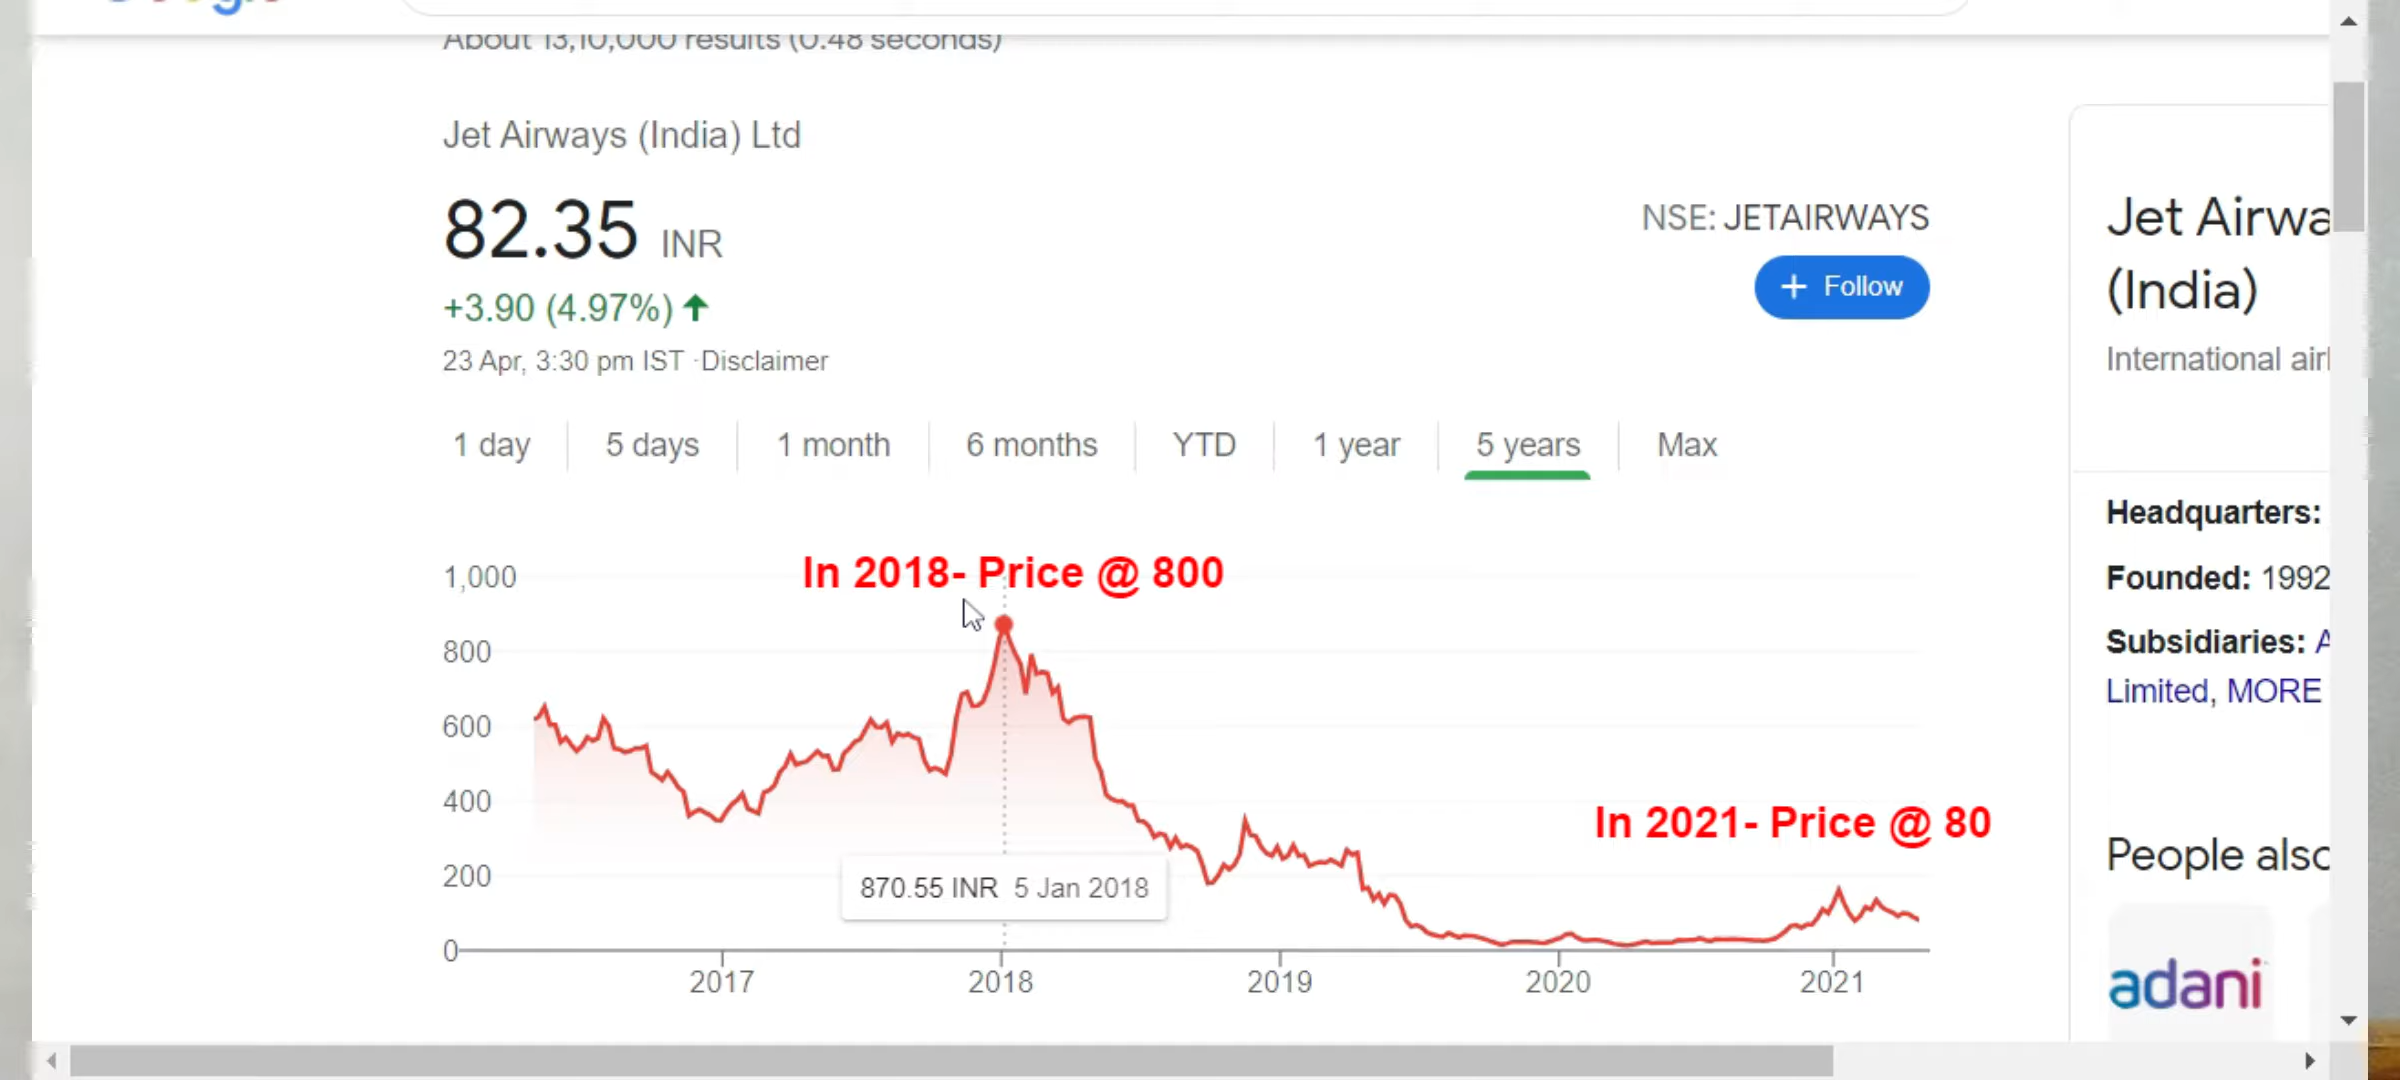 About 13,10,000 results (0.48 seconds)
Jet Airways (India) Ltd
82.35 INR
+3.90 (4.97%)
23 Apr, 3:30 pm IST · Disclaimer
NSE: JETAIRWAYS
+ Follow
1 day 5 days 1 month 6 months YTD 1 year 5 years Max
In 2018- Price @ 800
1,000
800
600
400
200
0
In 2021- Price @ 80
870.55 INR 5 Jan 2018
2017 2018 2019 2020 2021
Jet Airwa
(India)
International airl
Headquarters:
Founded: 1992
Subsidiaries: A
Limited, MORE
People also
adani